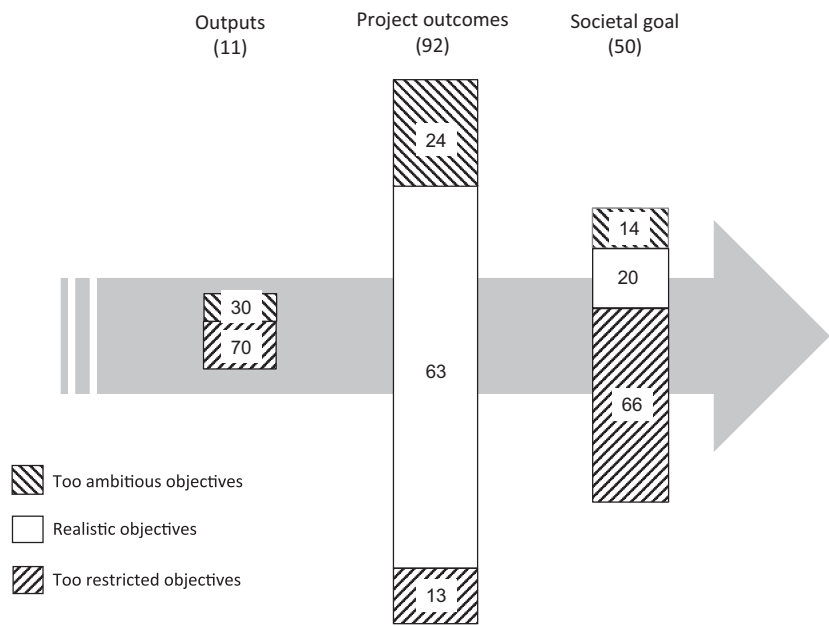 Outputs
(11)
Project outcomes
(92)
Societal goal
(50)
24
14
20
30
70
63
66
13
Too ambitious objectives
Realistic objectives
Too restricted objectives